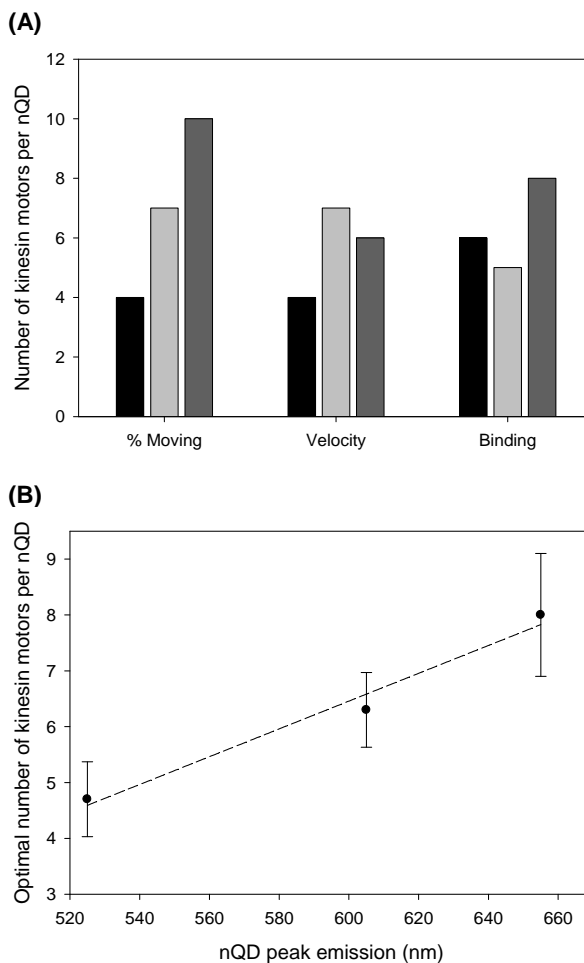 (A)
Number of kinesin motors per nQD
12
10
8
6
4
2
0
% Moving
Velocity
Binding
(B)
Optimal number of kinesin motors per nQD
9
8
7
6
5
4
3
520
540
560
580
600
620
640
660
nQD peak emission (nm)